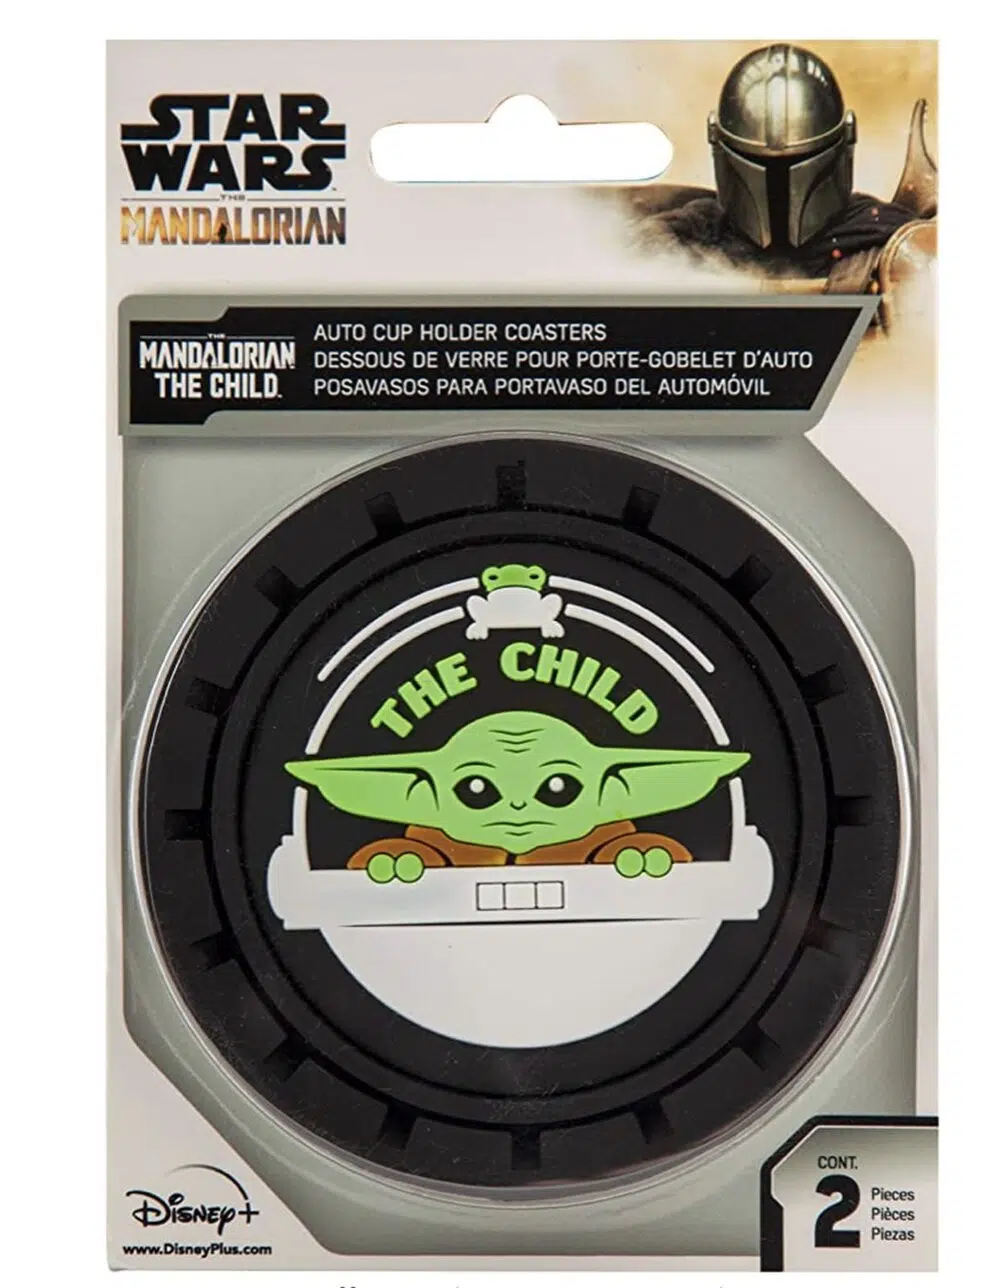 STAR
WARS
THE
MANDALORIAN
THE
MANDALORIAN
THE CHILD.
AUTO CUP HOLDER COASTERS
DESSOUS DE VERRE POUR PORTE-GOBELET D'AUTO
POSAVASOS PARA PORTAVASO DEL AUTOMÓVIL
THE CHILD
Disney+
www.DisneyPlus.com
CONT.
2
Pieces
Pièces
Piezas